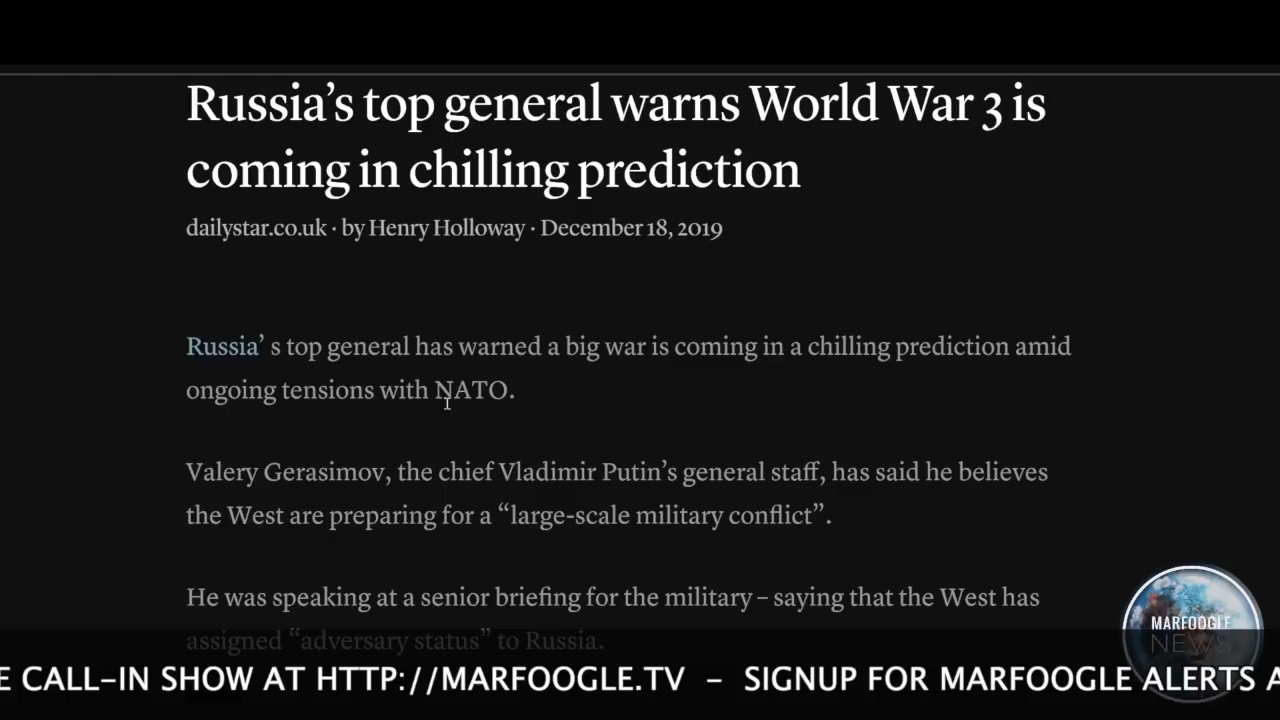 Russia’s top general warns World War 3 is
coming in chilling prediction
dailystar.co.uk · by Henry Holloway · December 18, 2019
Russia’ s top general has warned a big war is coming in a chilling prediction amid
ongoing tensions with NATO.
Valery Gerasimov, the chief Vladimir Putin’s general staff, has said he believes
the West are preparing for a “large-scale military conflict”.
He was speaking at a senior briefing for the military – saying that the West has
assigned “adversary status” to Russia.
MARFOOGLE
NEWS
E CALL-IN SHOW AT HTTP://MARFOOGLE.TV – SIGNUP FOR MARFOOGLE ALERTS A